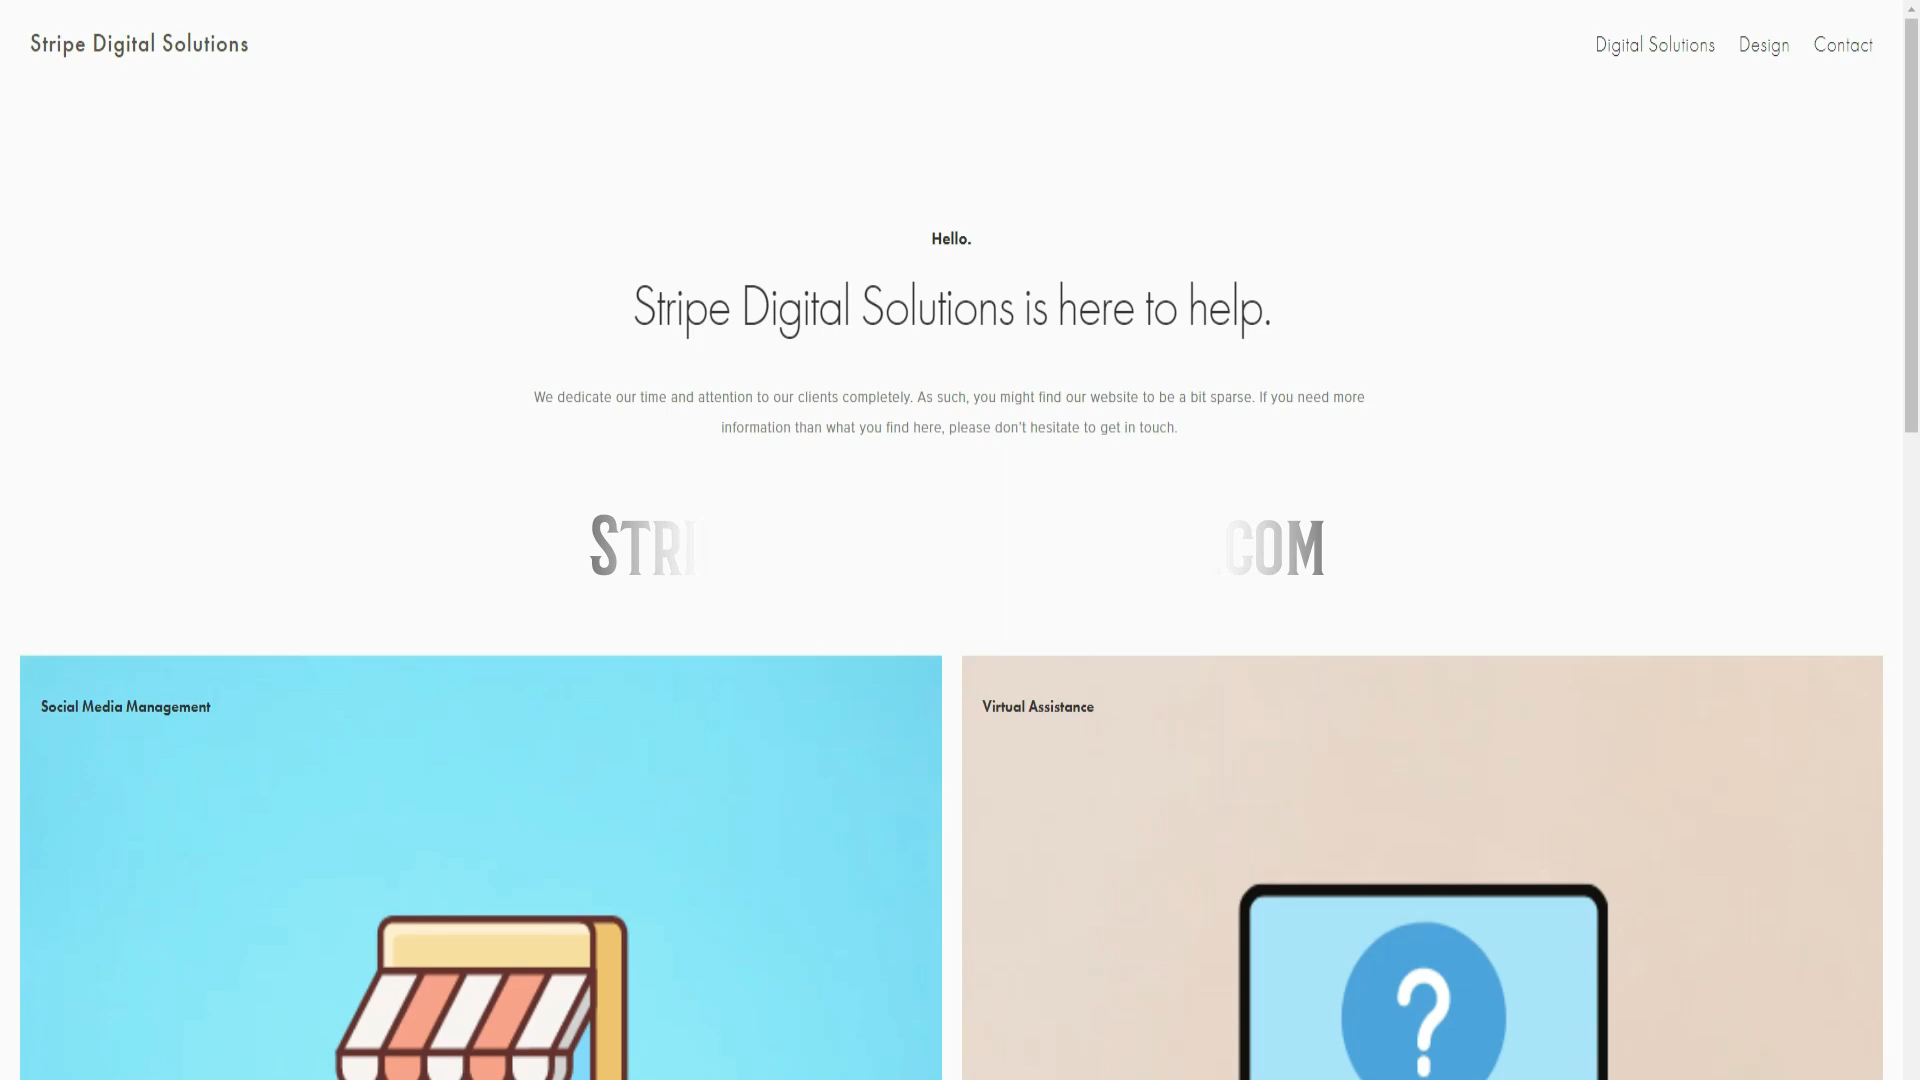 Stripe Digital Solutions
Digital Solutions Design Contact
Hello.
Stripe Digital Solutions is here to help.
We dedicate our time and attention to our clients completely. As such, you might find our website to be a bit sparse. If you need more
information than what you find here, please don't hesitate to get in touch.
.COM
Social Media Management
Virtual Assistance
?